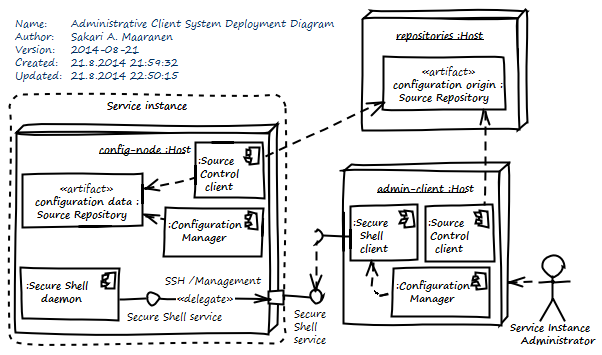 Name: Administrative Client System Deployment Diagram
Author: Sakari A. Maaranen
Version: 2014-08-21
Created: 21.8.2014 21:59:32
Updated: 21.8.2014 22:50:15
repositories :Host
«artifact»
configuration origin :
Source Repository
Service instance
config-node :Host
:Source
Control
client
«artifact»
configuration data :
Source Repository
:Configuration
Manager
admin-client :Host
:Secure
Shell
client
:Source
Control
client
:Configuration
Manager
:Secure Shell
daemon
SSH /Management
«delegate»
Secure Shell service
Secure
Shell
service
Service Instance
Administrator